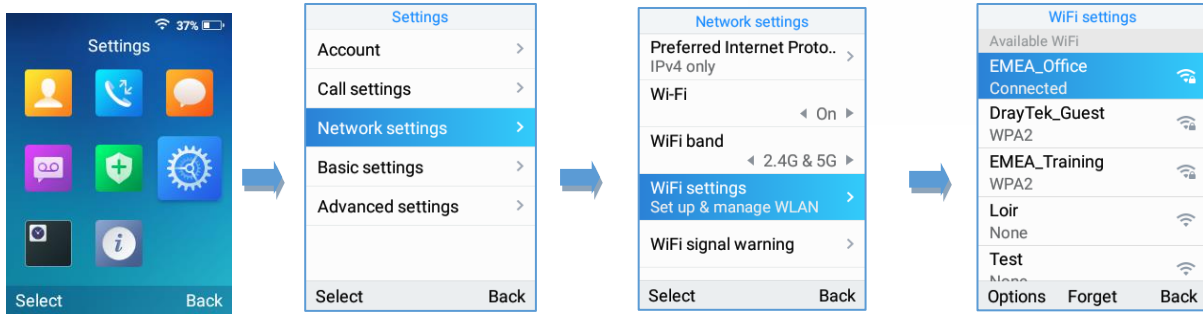 37%
Settings
Select Back
Settings
Account
Call settings
Network settings
Basic settings
Advanced settings
Select Back
Network settings
Preferred Internet Proto..
IPv4 only
Wi-Fi
On
WiFi band
2.4G & 5G
WiFi settings
Set up & manage WLAN
WiFi signal warning
Select Back
WiFi settings
Available WiFi
EMEA_Office
Connected
DrayTek_Guest
WPA2
EMEA_Training
WPA2
Loir
None
Test
None
Options Forget Back